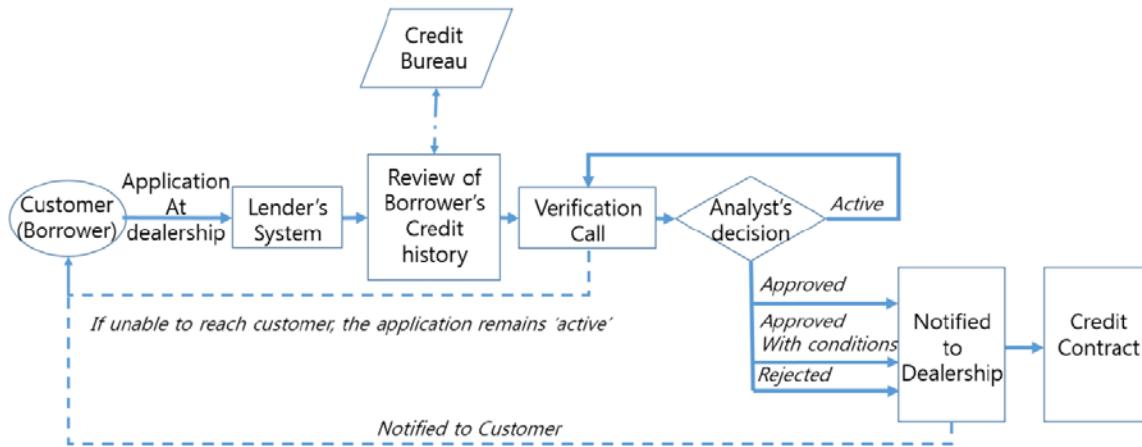 Credit
Bureau
Customer
(Borrower)
Application
At
dealership
Lender's
System
Review of
Borrower's
Credit
history
Verification
Call
Analyst's
decision
Active
If unable to reach customer, the application remains 'active'
Approved
Approved
With conditions
Rejected
Notified
to
Dealership
Credit
Contract
Notified to Customer